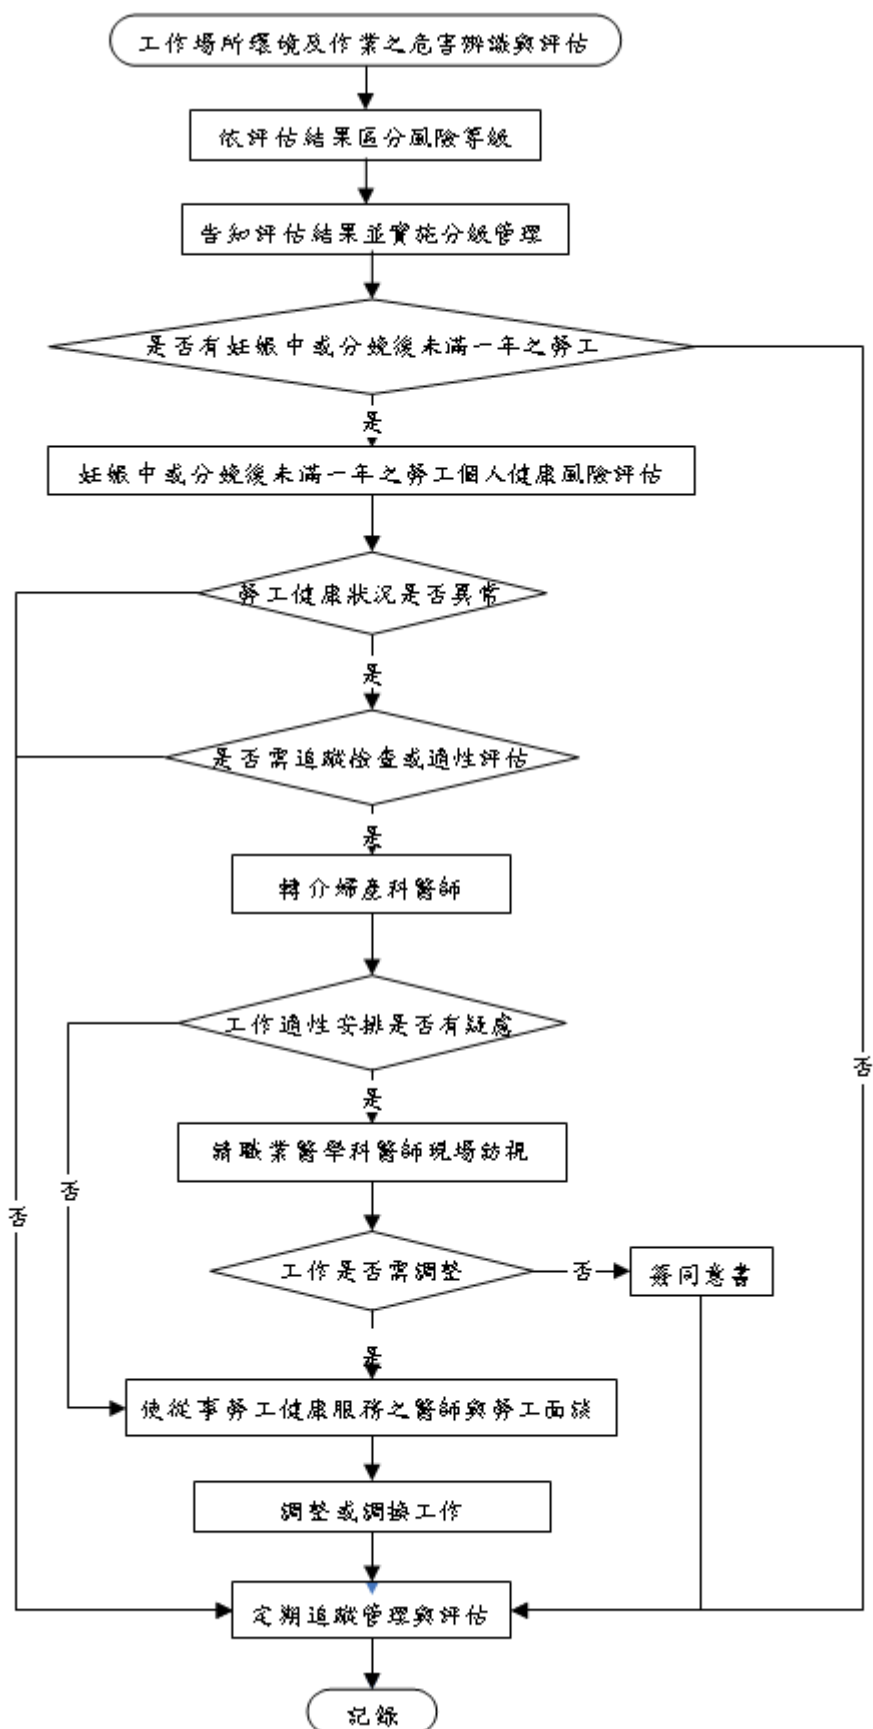 工作場所環境及作業之危害辨識與評估
依評估結果區分風險等級
告知評估結果並實施分級管理
是否有妊娠中或分娩後未滿一年之勞工
是
妊娠中或分娩後未滿一年之勞工個人健康風險評估
勞工健康狀況是否異常
是
是否需追蹤檢查或適性評估
是
轉介婦產科醫師
工作適性安排是否有疑慮
否
是
請職業醫學科醫師現場訪視
否
否
工作是否需調整
否
簽同意書
是
使從事勞工健康服務之醫師與勞工面談
調整或調換工作
定期追蹤管理與評估
記錄